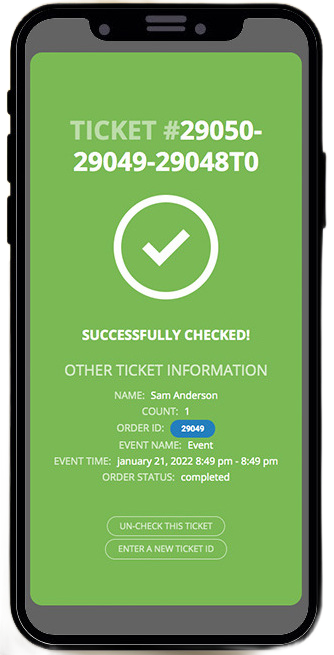 TICKET #29050-
29049-29048T0
SUCCESSFULLY CHECKED!
OTHER TICKET INFORMATION
NAME: Sam Anderson
COUNT: 1
ORDER ID: 29049
EVENT NAME: Event
EVENT TIME: January 21, 2022 8:49 pm - 8:49 pm
ORDER STATUS: completed
UN-CHECK THIS TICKET
ENTER A NEW TICKET ID